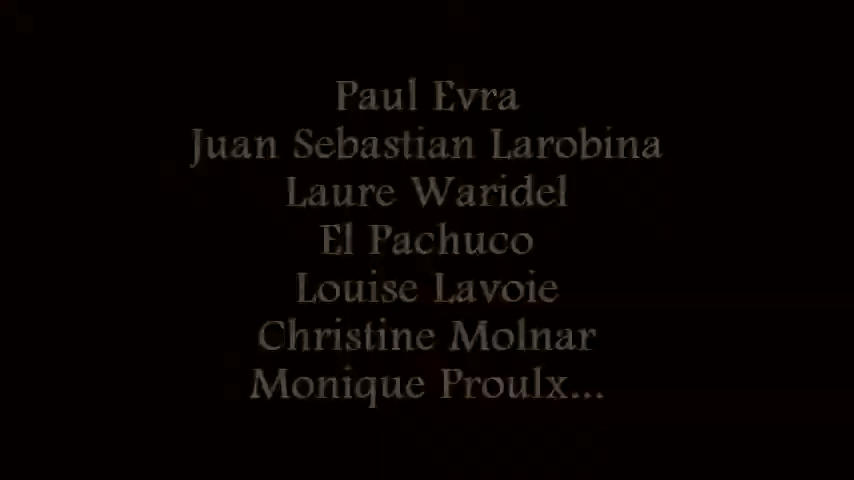 Paul Evra
Juan Sebastian Larobina
Laure Waridel
El Pachuco
Louise Lavoie
Christine Molnar
Monique Proulx...